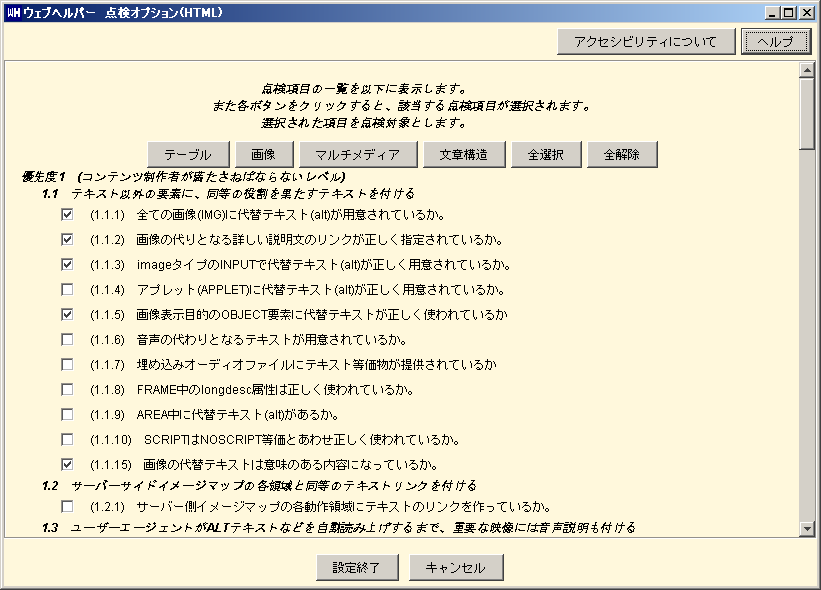 WH ウェブヘルパー 点検オプション(HTML)
アクセシビリティについて
ヘルプ
点検項目の一覧を以下に表示します。
また各ボタンをクリックすると、該当する点検項目が選択されます。
選択された項目を点検対象とします。
テーブル
画像
マルチメディア
文章構造
全選択
全解除
優先度1 (コンテンツ制作者が満たさねばならないレベル)
1.1 テキスト以外の要素に、同等の役割を果たすテキストを付ける
(1.1.1) 全ての画像(IMG)に代替テキスト(alt)が用意されているか。
(1.1.2) 画像の代りとなる詳しい説明文のリンクが正しく指定されているか。
(1.1.3) imageタイプのINPUTで代替テキスト(alt)が正しく用意されているか。
(1.1.4) アプレット(APPLET)に代替テキスト(alt)が正しく用意されているか。
(1.1.5) 画像表示目的のOBJECT要素に代替テキストが正しく使われているか
(1.1.6) 音声の代わりとなるテキストが用意されているか。
(1.1.7) 埋め込みオーディオファイルにテキスト等価物が提供されているか
(1.1.8) FRAME中のlongdesc属性は正しく使われているか。
(1.1.9) AREA中に代替テキスト(alt)があるか。
(1.1.10) SCRIPTはNOSCRIPT等価とあわせ正しく使われているか。
(1.1.15) 画像の代替テキストは意味のある内容になっているか。
1.2 サーバーサイドイメージマップの各領域と同等のテキストリンクを付ける
(1.2.1) サーバー側イメージマップの各動作領域にテキストのリンクを作っているか。
1.3 ユーザーエージェントがALTテキストなどを自動読み上げするまで、重要な映像には音声説明も付ける
設定終了
キャンセル